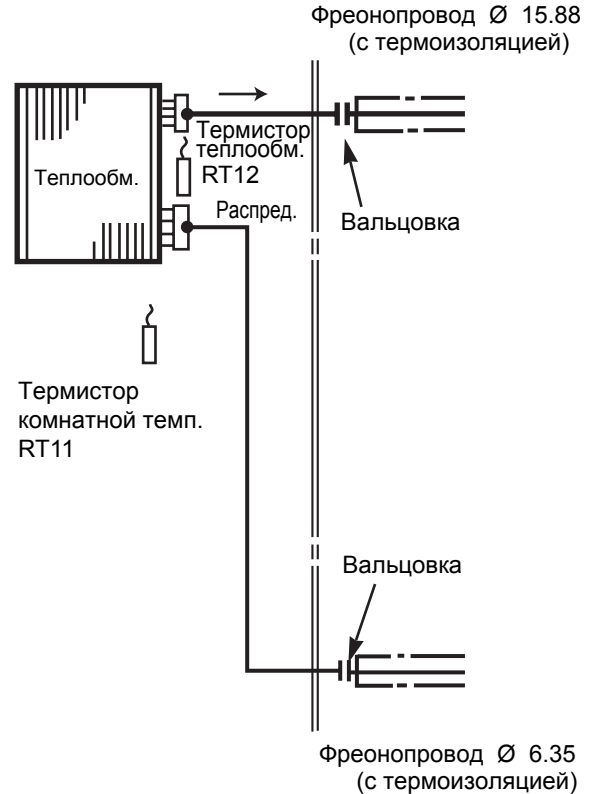 Фреонопровод Ø 15.88
(с термоизоляцией)
Термистор
теплообм.
RT12
Теплообм.
Распред.
Вальцовка
Термистор
комнатной темп.
RT11
Вальцовка
Фреонопровод Ø 6.35
(с термоизоляцией)